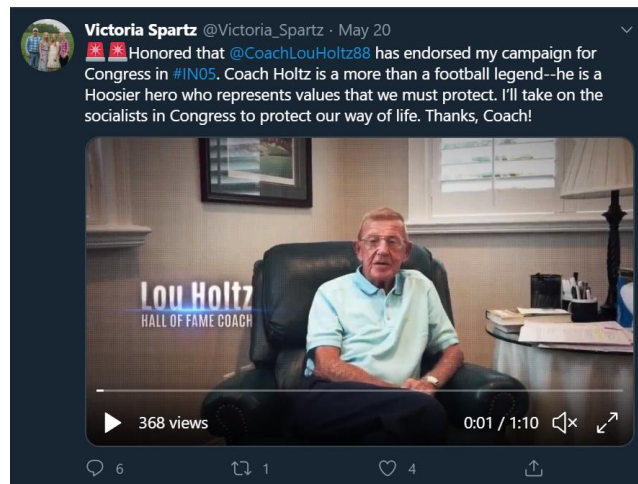 Victoria Spartz @Victoria_Spartz · May 20
🚨🚨Honored that @CoachLouHoltz88 has endorsed my campaign for
Congress in #IN05. Coach Holtz is a more than a football legend--he is a
Hoosier hero who represents values that we must protect. I'll take on the
socialists in Congress to protect our way of life. Thanks, Coach!
Lou Holtz
HALL OF FAME COACH
368 views 0:01 / 1:10
6 1 4